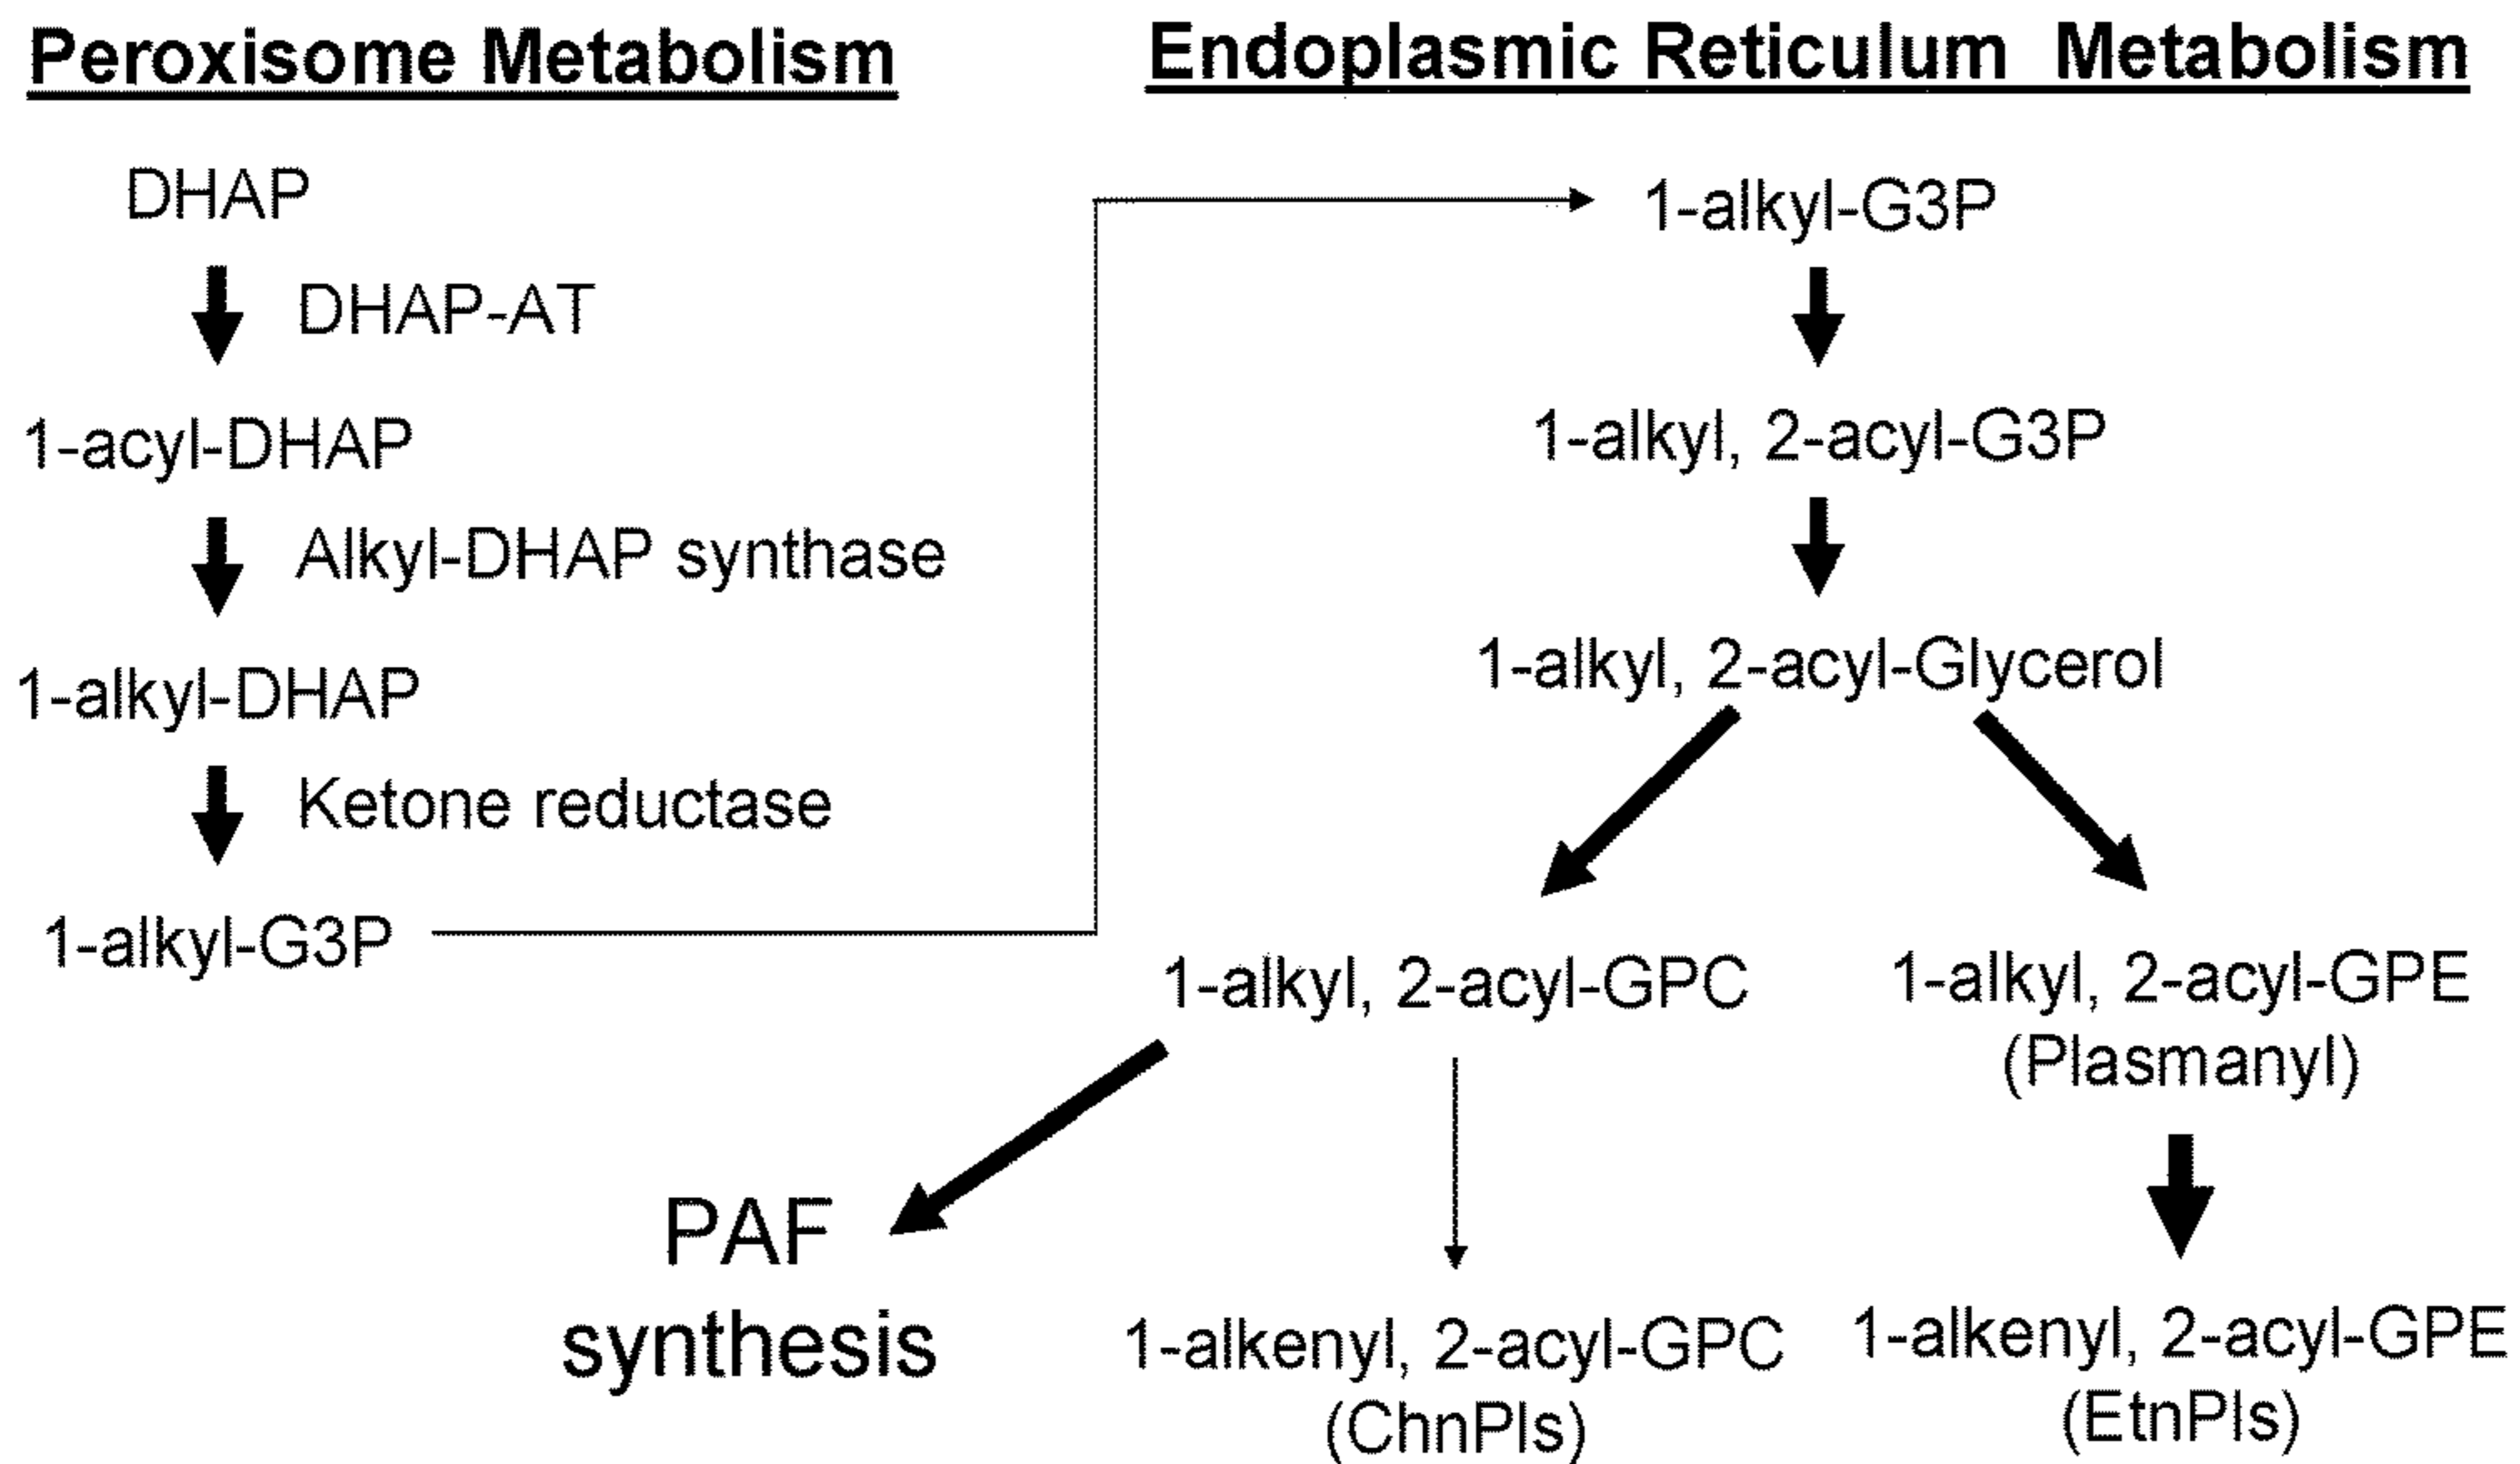 Peroxisome Metabolism
DHAP
DHAP-AT
1-acyl-DHAP
Alkyl-DHAP synthase
1-alkyl-DHAP
Ketone reductase
1-alkyl-G3P
Endoplasmic Reticulum Metabolism
1-alkyl-G3P
1-alkyl, 2-acyl-G3P
1-alkyl, 2-acyl-Glycerol
1-alkyl, 2-acyl-GPC
1-alkyl, 2-acyl-GPE
(Plasmanyl)
PAF
synthesis
1-alkenyl, 2-acyl-GPC
(ChnPls)
1-alkenyl, 2-acyl-GPE
(EtnPls)